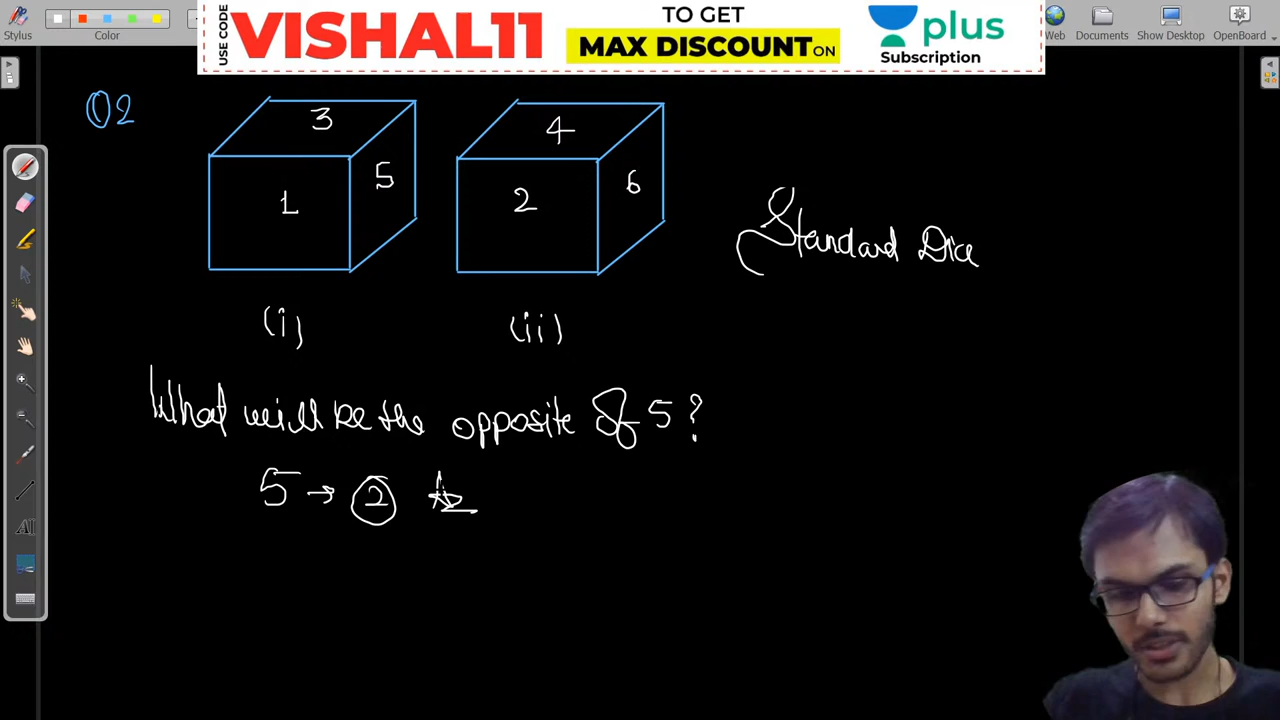 Stylus
Color
USE CODE
VISHAL11
TO GET
MAX DISCOUNT ON
plus
Subscription
Web
Documents
Show Desktop
OpenBoard
Q2
3
1
5
4
2
6
Standard Dice
(i)
(ii)
What will be the opposite of 5?
5 → 2